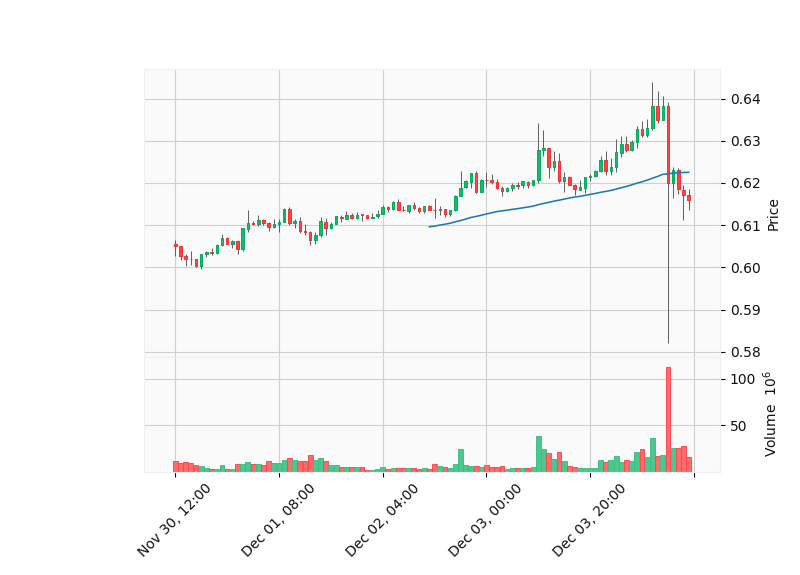 0.64
0.63
0.62
0.61
0.60
0.59
0.58
Price
100
50
Volume 10^6
Nov 30, 12:00
Dec 01, 08:00
Dec 02, 04:00
Dec 03, 00:00
Dec 03, 20:00